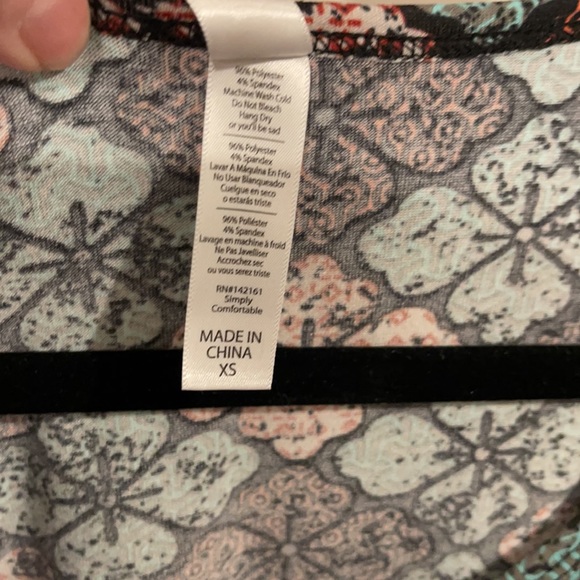 96% Polyester
4% Spandex
Machine Wash Cold
Do Not Bleach
Hang Dry
or you'll be sad
96% Polyester
4% Spandex
Lavar A Máquina En Frio
No Usar Blanqueador
Cuelgue en seco
o estarás triste
96% Poliéster
4% Spandex
Lavage en machine à froid
Ne Pas Javelliser
Accrochez sec
ou vous serez triste
RN#142161
Simply
Comfortable
MADE IN
CHINA
XS